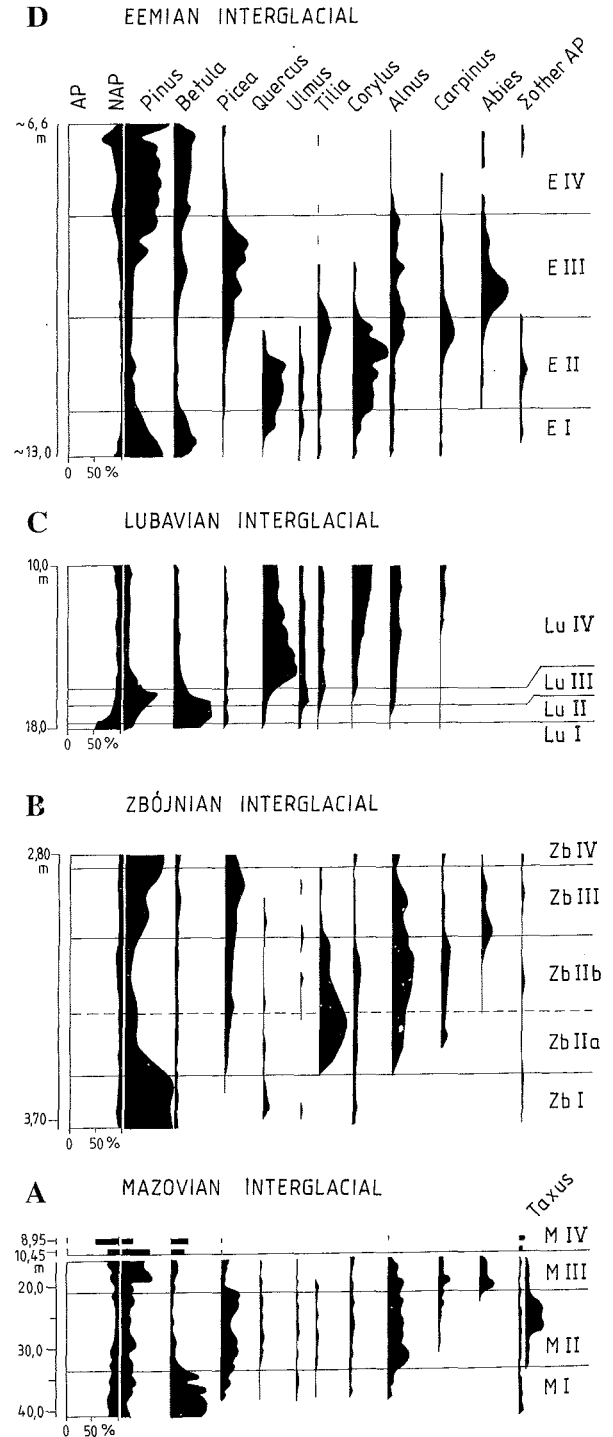 D EEMIAN INTERGLACIAL
AP NAP Pinus Betula Picea Quercus Ulmus Tilia Corylus Alnus Carpinus Abies Σother AP
~6,6
m
E IV
E III
E II
E I
~13,0
0 50 %
C LUBAVIAN INTERGLACIAL
10,0
m
Lu IV
Lu III
Lu II
18,0 Lu I
0 50 %
B ZBÓJNIAN INTERGLACIAL
2,80 Zb IV
m
Zb III
Zb IIb
Zb IIa
Zb I
3,70
0 50 %
A MAZOVIAN INTERGLACIAL
Taxus
8,95 M IV
10,45
m M III
20,0
30,0 M II
M I
40,0
0 50 %